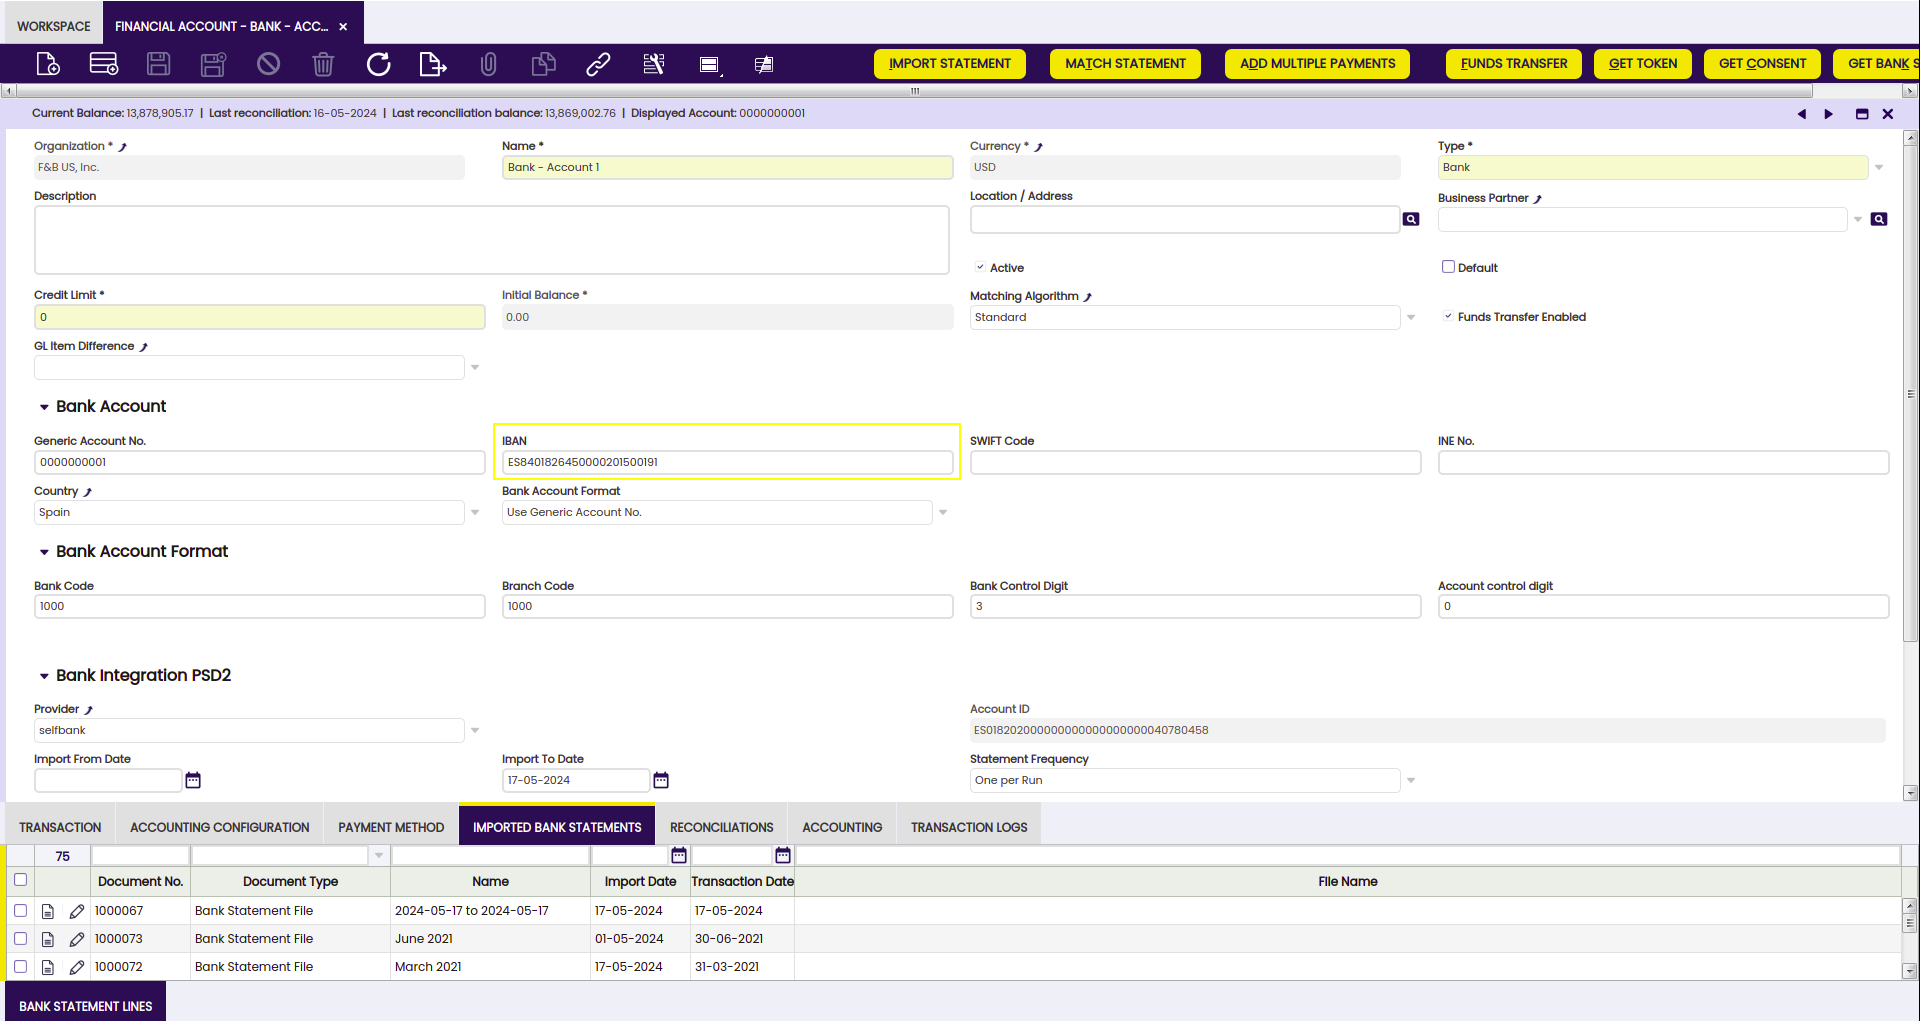 WORKSPACE
FINANCIAL ACCOUNT - BANK - ACC...
IMPORT STATEMENT
MATCH STATEMENT
ADD MULTIPLE PAYMENTS
FUNDS TRANSFER
GET TOKEN
GET CONSENT
GET BANK S
Current Balance: 13,878,905.17 | Last reconciliation: 16-05-2024 | Last reconciliation balance: 13,869,002.76 | Displayed Account: 0000000001
Organization * Name * Currency * Type *
F&B US, Inc. Bank - Account 1 USD Bank
Description Location / Address Business Partner
Active Default
Credit Limit * Initial Balance * Matching Algorithm
0 0.00 Standard Funds Transfer Enabled
GL Item Difference
Bank Account
Generic Account No. IBAN SWIFT Code INE No.
0000000001 ES8401826450000201500191
Country Bank Account Format
Spain Use Generic Account No.
Bank Account Format
Bank Code Branch Code Bank Control Digit Account control digit
1000 1000 3 0
Bank Integration PSD2
Provider Account ID
selfbank
Import From Date Import To Date Statement Frequency
17-05-2024 One per Run
TRANSACTION ACCOUNTING CONFIGURATION PAYMENT METHOD IMPORTED BANK STATEMENTS RECONCILIATIONS ACCOUNTING TRANSACTION LOGS
75
Document No. Document Type Name Import Date Transaction Date File Name
1000067 Bank Statement File 2024-05-17 to 2024-05-17 17-05-2024 17-05-2024
1000073 Bank Statement File June 2021 01-05-2024 30-06-2021
1000072 Bank Statement File March 2021 17-05-2024 31-03-2021
BANK STATEMENT LINES